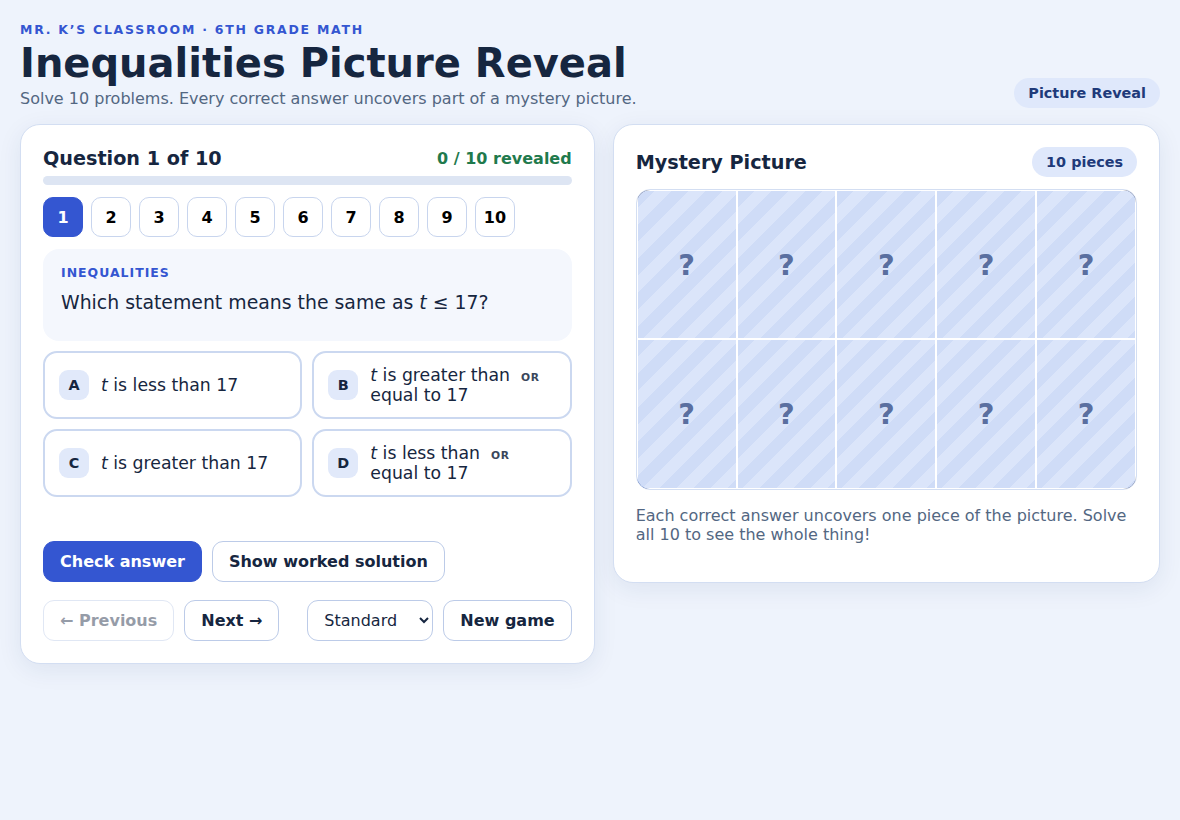 MR. K’S CLASSROOM · 6TH GRADE MATH
Inequalities Picture Reveal
Solve 10 problems. Every correct answer uncovers part of a mystery picture.
Picture Reveal
Question 1 of 10
0 / 10 revealed
1 2 3 4 5 6 7 8 9 10
INEQUALITIES
Which statement means the same as t ≤ 17?
A t is less than 17
B t is greater than OR
equal to 17
C t is greater than 17
D t is less than OR
equal to 17
Check answer
Show worked solution
← Previous
Next →
Standard
New game
Mystery Picture
10 pieces
? ? ? ? ?
? ? ? ? ?
Each correct answer uncovers one piece of the picture. Solve
all 10 to see the whole thing!